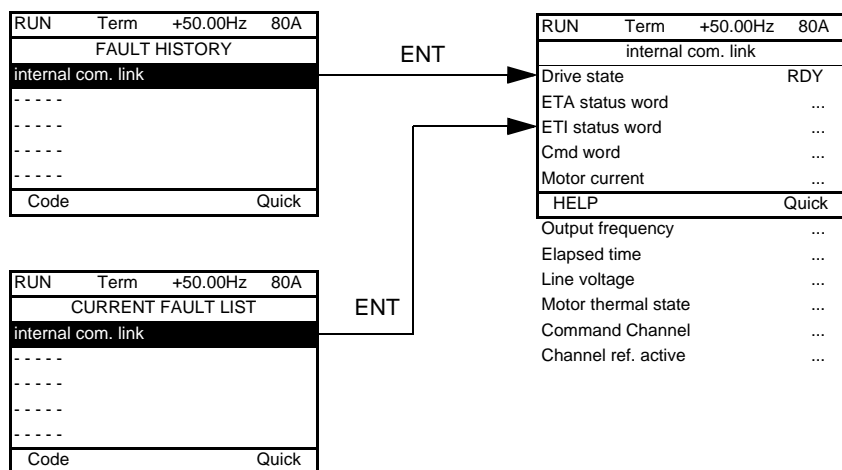 RUN Term +50.00Hz 80A
FAULT HISTORY
internal com. link
- - - - -
- - - - -
- - - - -
- - - - -
Code Quick
ENT
RUN Term +50.00Hz 80A
CURRENT FAULT LIST
internal com. link
- - - - -
- - - - -
- - - - -
- - - - -
Code Quick
ENT
RUN Term +50.00Hz 80A
internal com. link
Drive state RDY
ETA status word ...
ETI status word ...
Cmd word ...
Motor current ...
HELP Quick
Output frequency ...
Elapsed time ...
Line voltage ...
Motor thermal state ...
Command Channel ...
Channel ref. active ...